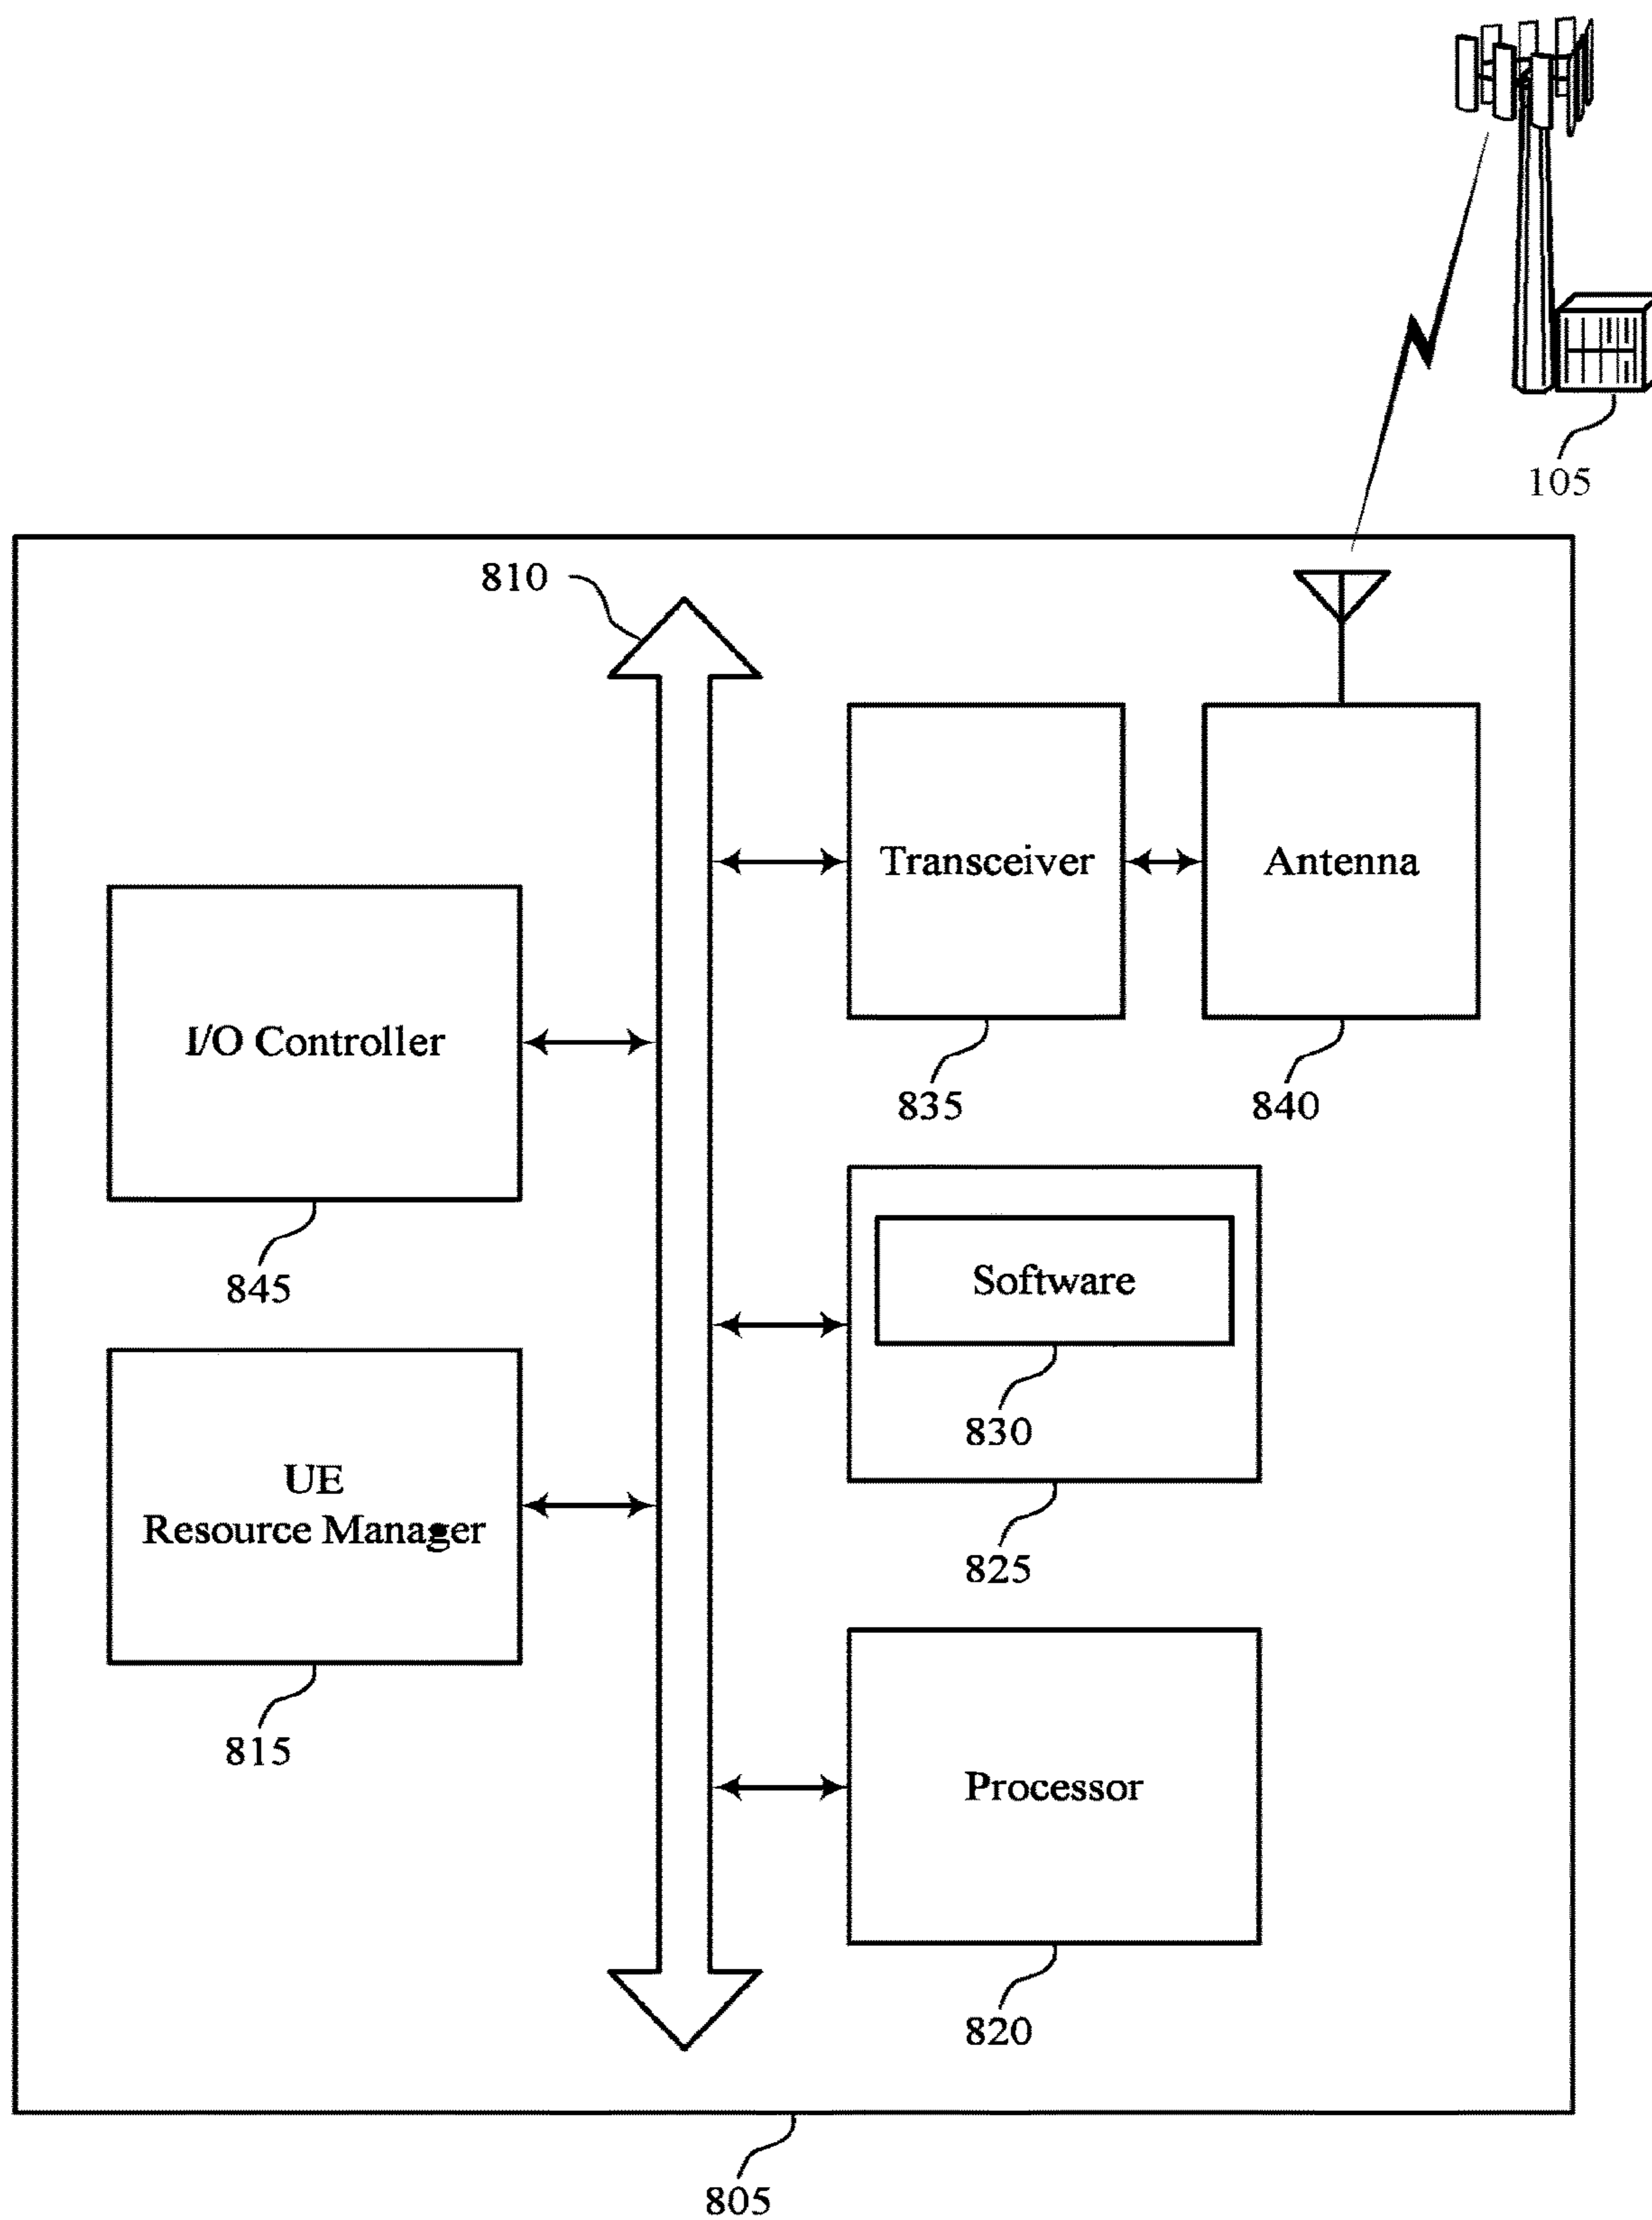 105
810
Transceiver
Antenna
I/O Controller
835
840
Software
845
830
UE
Resource Manager
825
815
Processor
820
805